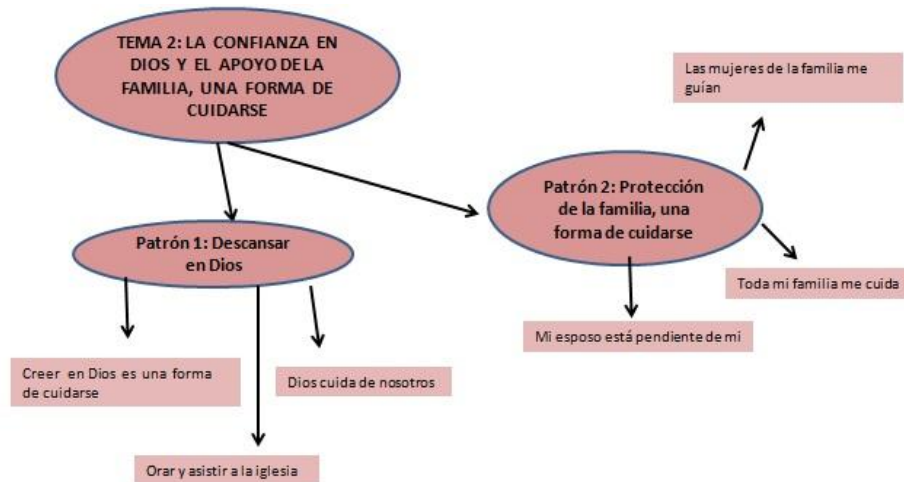 TEMA 2: LA CONFIANZA EN
DIOS Y EL APOYO DE LA
FAMILIA, UNA FORMA DE
CUIDARSE
Las mujeres de la familia me
guían
Patrón 2: Protección
de la familia, una
forma de cuidarse
Patrón 1: Descansar
en Dios
Toda mi familia me cuida
Mi esposo está pendiente de mi
Creer en Dios es una forma
de cuidarse
Dios cuida de nosotros
Orar y asistir a la iglesia